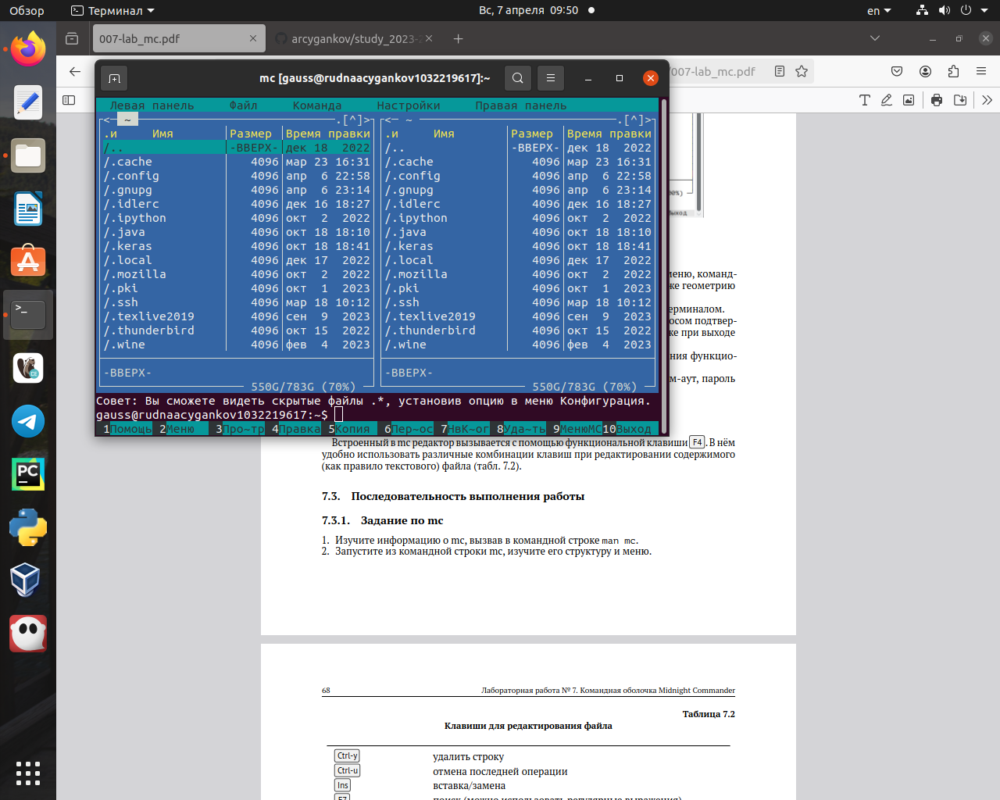 Обзор Терминал Вс, 7 апреля 09:50 en
007-lab_mc.pdf arcygankov/study_2023-2
/007-lab_mc.pdf
mc [gauss@rudnaacygankov1032219617]:~
Левая панель Файл Команда Настройки Правая панель
<─ ~ .[^]> <─ ~ .[^]>
.и Имя Размер Время правки .и Имя Размер Время правки
/.. -ВВЕРХ- дек 18 2022 /.. -ВВЕРХ- дек 18 2022
/.cache 4096 мар 23 16:31 /.cache 4096 мар 23 16:31
/.config 4096 апр 6 22:58 /.config 4096 апр 6 22:58
/.gnupg 4096 апр 6 23:14 /.gnupg 4096 апр 6 23:14
/.idlerc 4096 дек 16 18:27 /.idlerc 4096 дек 16 18:27
/.ipython 4096 окт 2 2022 /.ipython 4096 окт 2 2022
/.java 4096 окт 18 18:10 /.java 4096 окт 18 18:10
/.keras 4096 окт 18 18:41 /.keras 4096 окт 18 18:41
/.local 4096 дек 17 2022 /.local 4096 дек 17 2022
/.mozilla 4096 окт 2 2022 /.mozilla 4096 окт 2 2022
/.pki 4096 окт 1 2023 /.pki 4096 окт 1 2023
/.ssh 4096 мар 18 10:12 /.ssh 4096 мар 18 10:12
/.texlive2019 4096 сен 9 2023 /.texlive2019 4096 сен 9 2023
/.thunderbird 4096 окт 15 2022 /.thunderbird 4096 окт 15 2022
/.wine 4096 фев 4 2023 /.wine 4096 фев 4 2023
-ВВЕРХ- -ВВЕРХ-
550G/783G (70%) 550G/783G (70%)
Совет: Вы сможете видеть скрытые файлы .*, установив опцию в меню Конфигурация.
gauss@rudnaacygankov1032219617:~$
1Помощь 2Меню 3Про~тр 4Правка 5Копия 6Пер~ос 7НвК~ог 8Уда~ть 9МенюМС 10Выход
меню, команд-
же геометрию
ерминалом.
осом подтвер-
же при выходе
ния функцио-
м-аут, пароль
Встроенный в mc редактор вызывается с помощью функциональной клавиши F4 . В нём
удобно использовать различные комбинации клавиш при редактировании содержимого
(как правило текстового) файла (табл. 7.2).
7.3. Последовательность выполнения работы
7.3.1. Задание по mc
1. Изучите информацию о mc, вызвав в командной строке man mc.
2. Запустите из командной строки mc, изучите его структуру и меню.
68 Лабораторная работа № 7. Командная оболочка Midnight Commander
Таблица 7.2
Клавиши для редактирования файла
Ctrl-y удалить строку
Ctrl-u отмена последней операции
Ins вставка/замена
F7 поиск (можно использовать регулярные выражения)